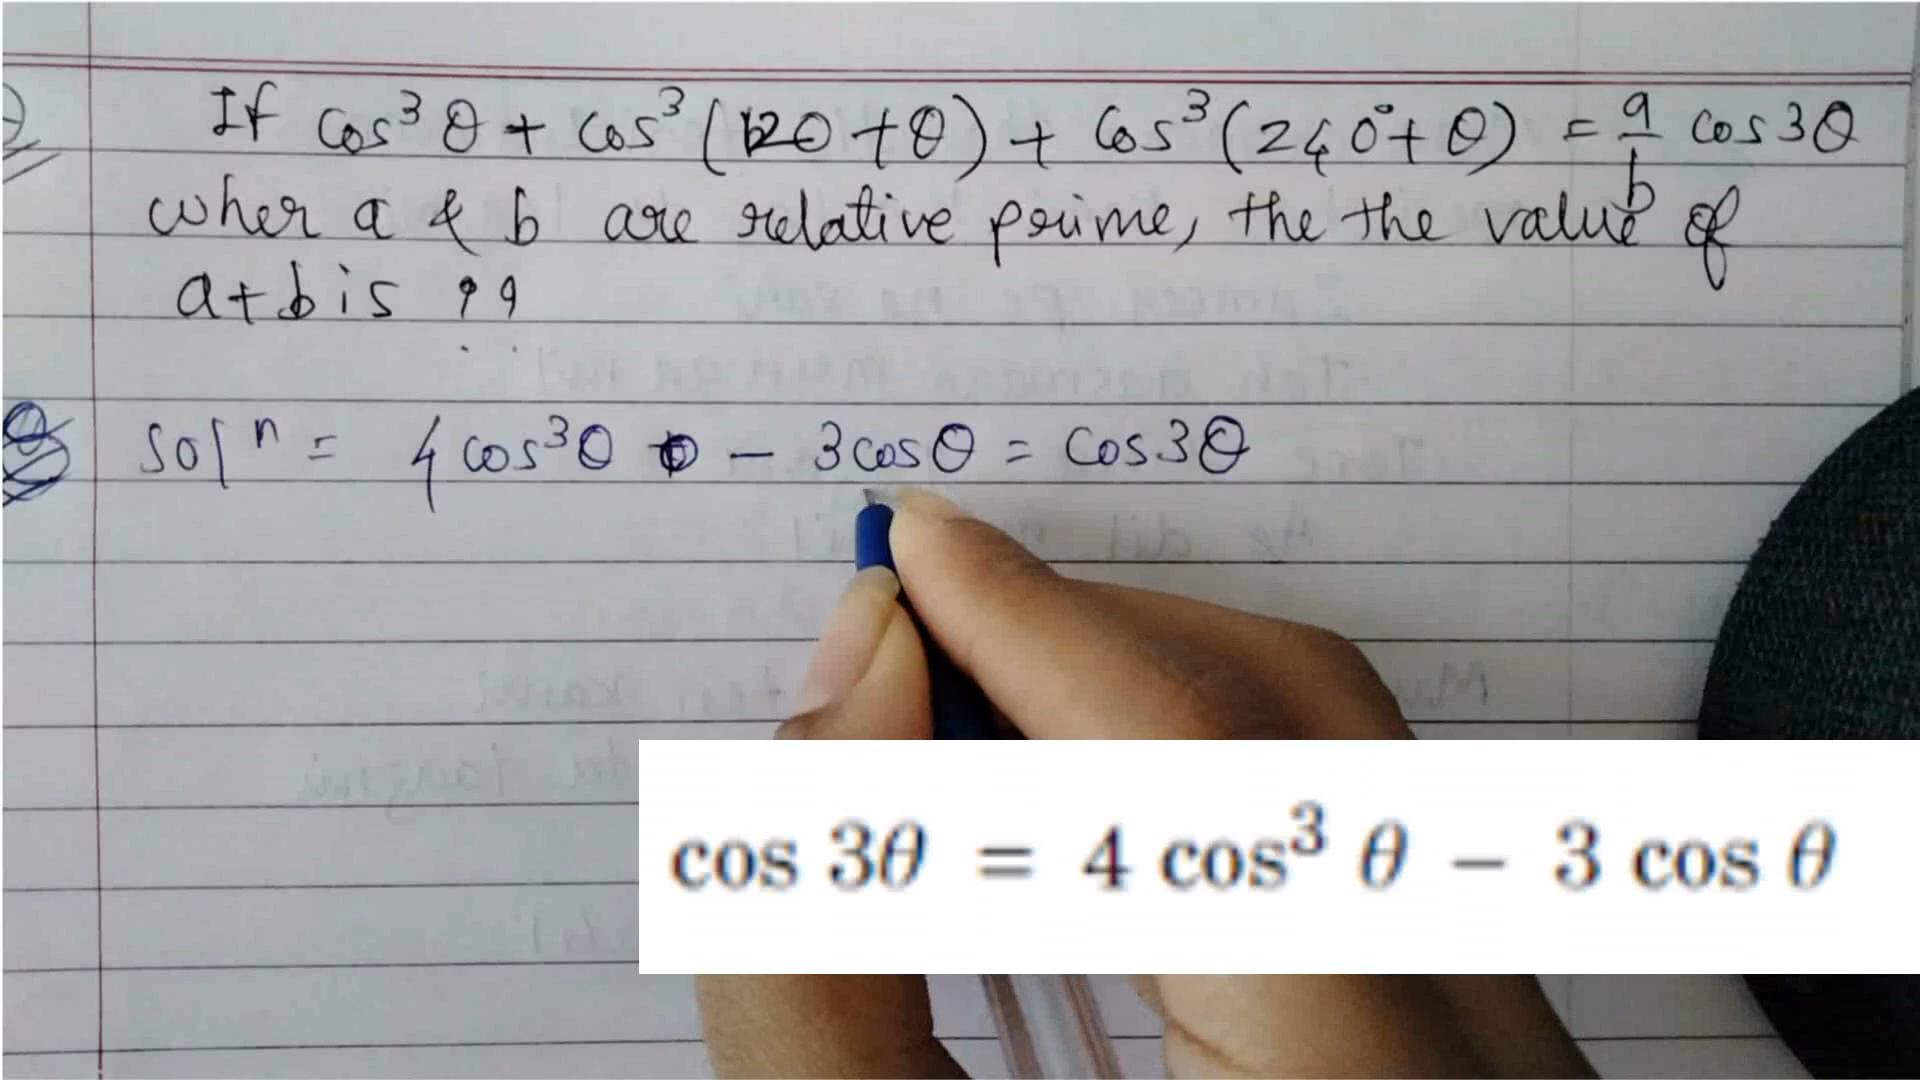 If cos³θ + cos³(120+θ) + cos³(240°+θ) = a/b cos3θ
wher a & b are relative prime, the the value of
a+b is ??
Solⁿ = 4cos³θ - 3cosθ = cos3θ
cos 3θ = 4 cos³ θ − 3 cos θ